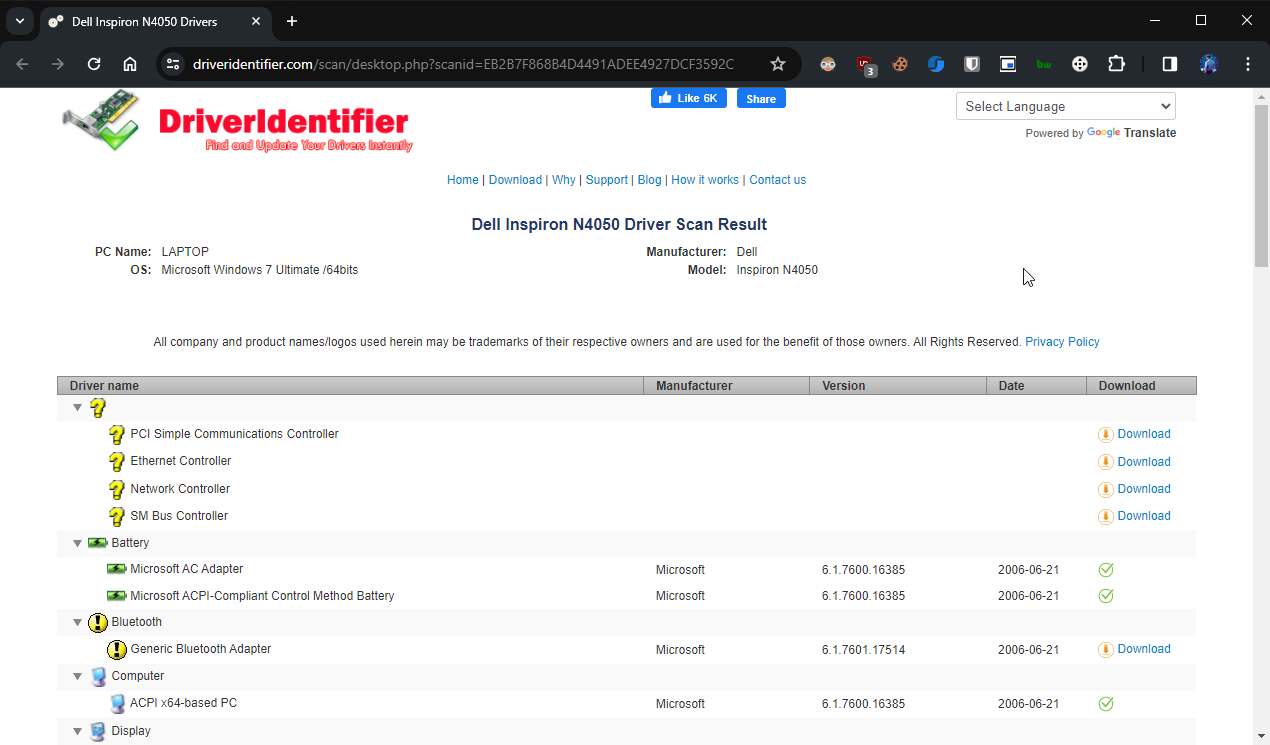 Dell Inspiron N4050 Drivers
driveridentifier.com/scan/desktop.php?scanid=EB2B7F868B4D4491ADEE4927DCF3592C
3
bw
DriverIdentifier
Find and Update Your Drivers Instantly
Like 6K Share
Select Language
Powered by Google Translate
Home | Download | Why | Support | Blog | How it works | Contact us
Dell Inspiron N4050 Driver Scan Result
PC Name: LAPTOP Manufacturer: Dell
OS: Microsoft Windows 7 Ultimate /64bits Model: Inspiron N4050
All company and product names/logos used herein may be trademarks of their respective owners and are used for the benefit of those owners. All Rights Reserved. Privacy Policy
Driver name Manufacturer Version Date Download
PCI Simple Communications Controller Download
Ethernet Controller Download
Network Controller Download
SM Bus Controller Download
Battery
Microsoft AC Adapter Microsoft 6.1.7600.16385 2006-06-21
Microsoft ACPI-Compliant Control Method Battery Microsoft 6.1.7600.16385 2006-06-21
Bluetooth
Generic Bluetooth Adapter Microsoft 6.1.7601.17514 2006-06-21 Download
Computer
ACPI x64-based PC Microsoft 6.1.7600.16385 2006-06-21
Display